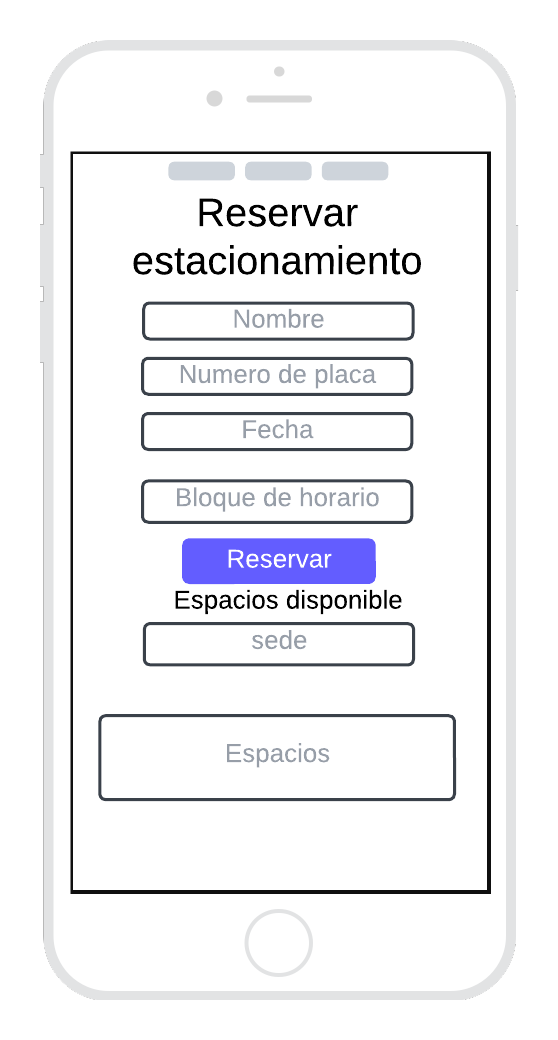 Reservar
estacionamiento
Nombre
Numero de placa
Fecha
Bloque de horario
Reservar
Espacios disponible
sede
Espacios